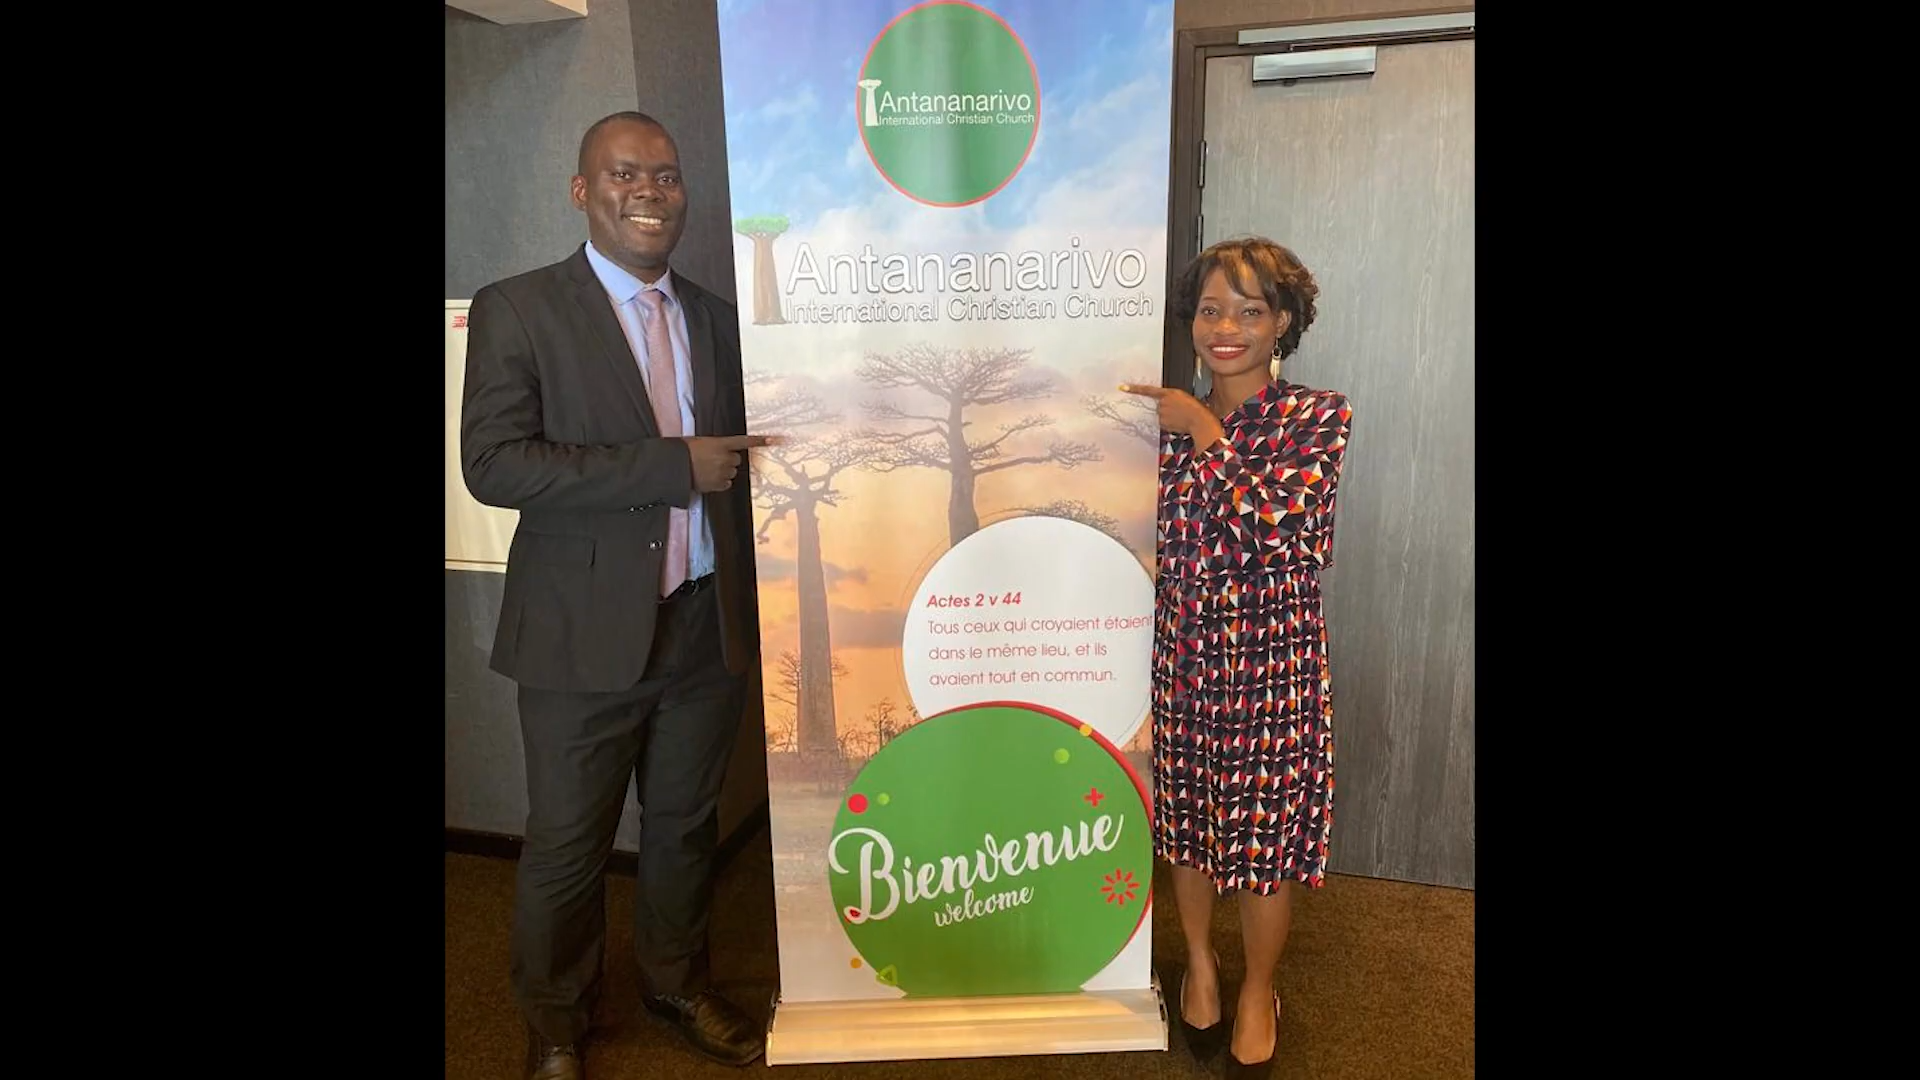 Antananarivo
International Christian Church
Antananarivo
International Christian Church
Actes 2 v 44
Tous ceux qui croyaient étaient
dans le même lieu, et ils
avaient tout en commun.
Bienvenue
welcome